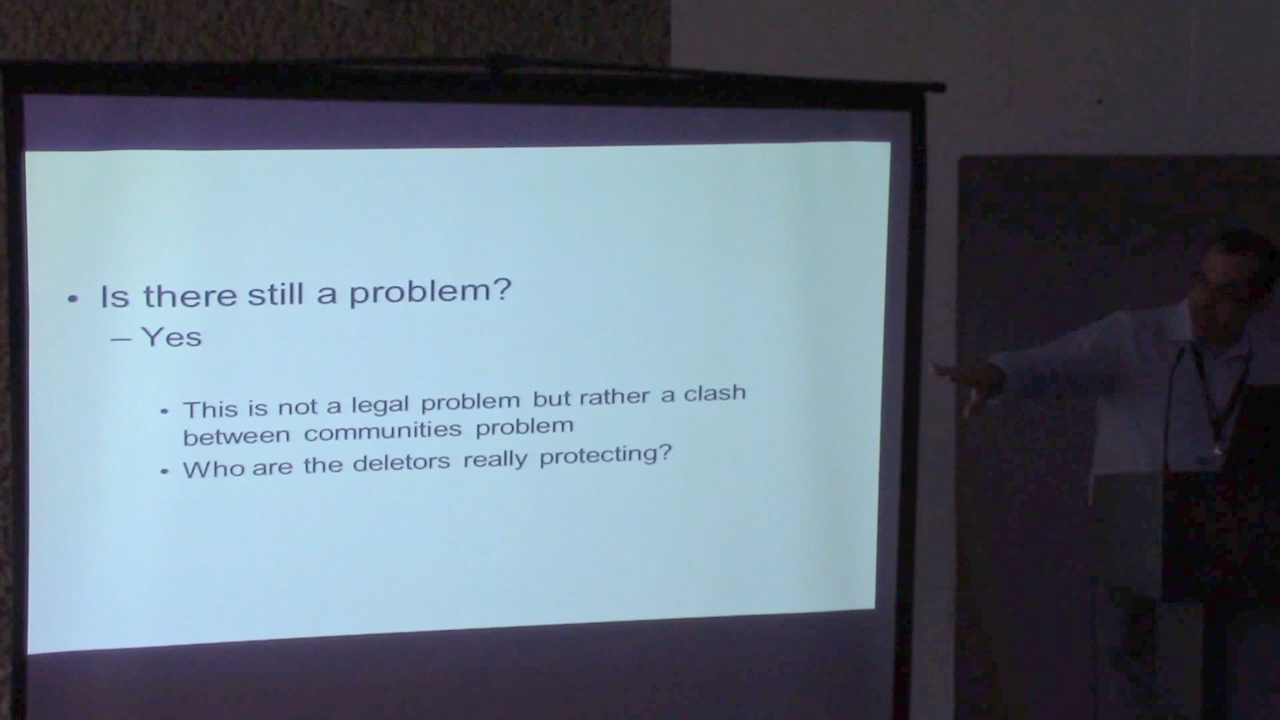 • Is there still a problem?
– Yes
• This is not a legal problem but rather a clash
between communities problem
• Who are the deletors really protecting?